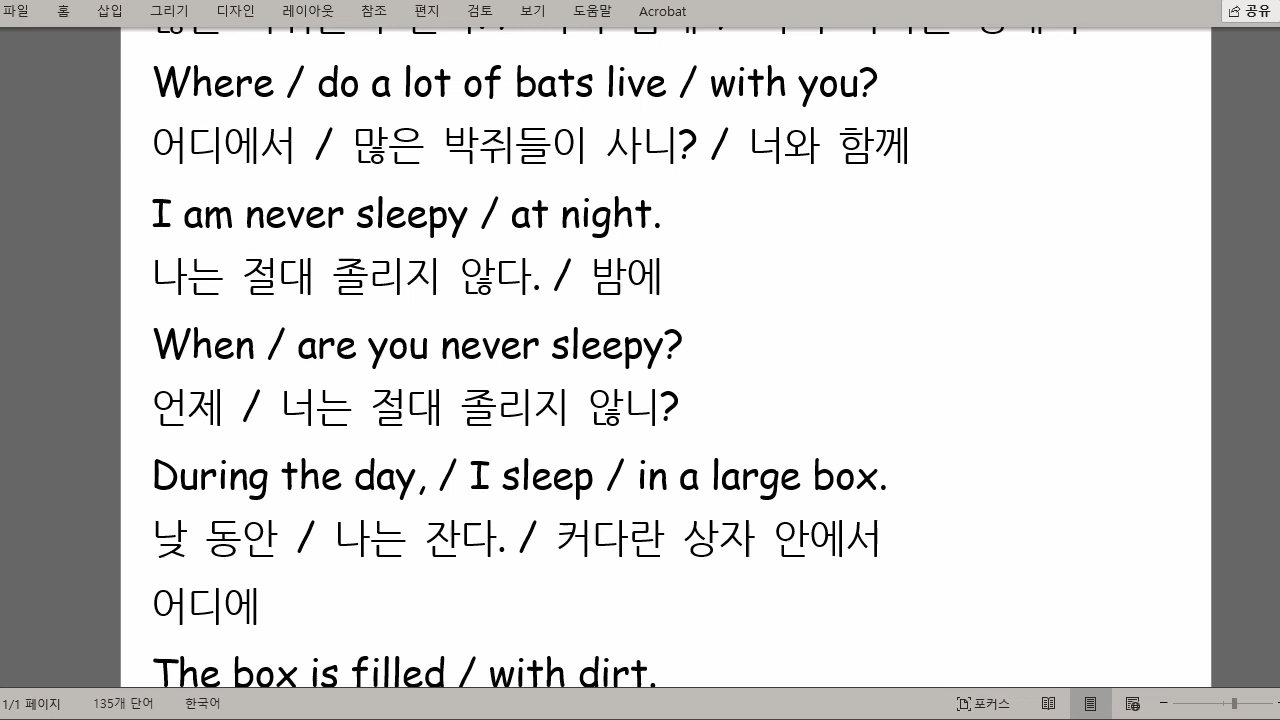 파일 홈 삽입 그리기 디자인 레이아웃 참조 편지 검토 보기 도움말 Acrobat 공유
Where / do a lot of bats live / with you?
어디에서 / 많은 박쥐들이 사니? / 너와 함께
I am never sleepy / at night.
나는 절대 졸리지 않다. / 밤에
When / are you never sleepy?
언제 / 너는 절대 졸리지 않니?
During the day, / I sleep / in a large box.
낮 동안 / 나는 잔다. / 커다란 상자 안에서
어디에
The box is filled / with dirt.
1/1 페이지 135개 단어 한국어 포커스